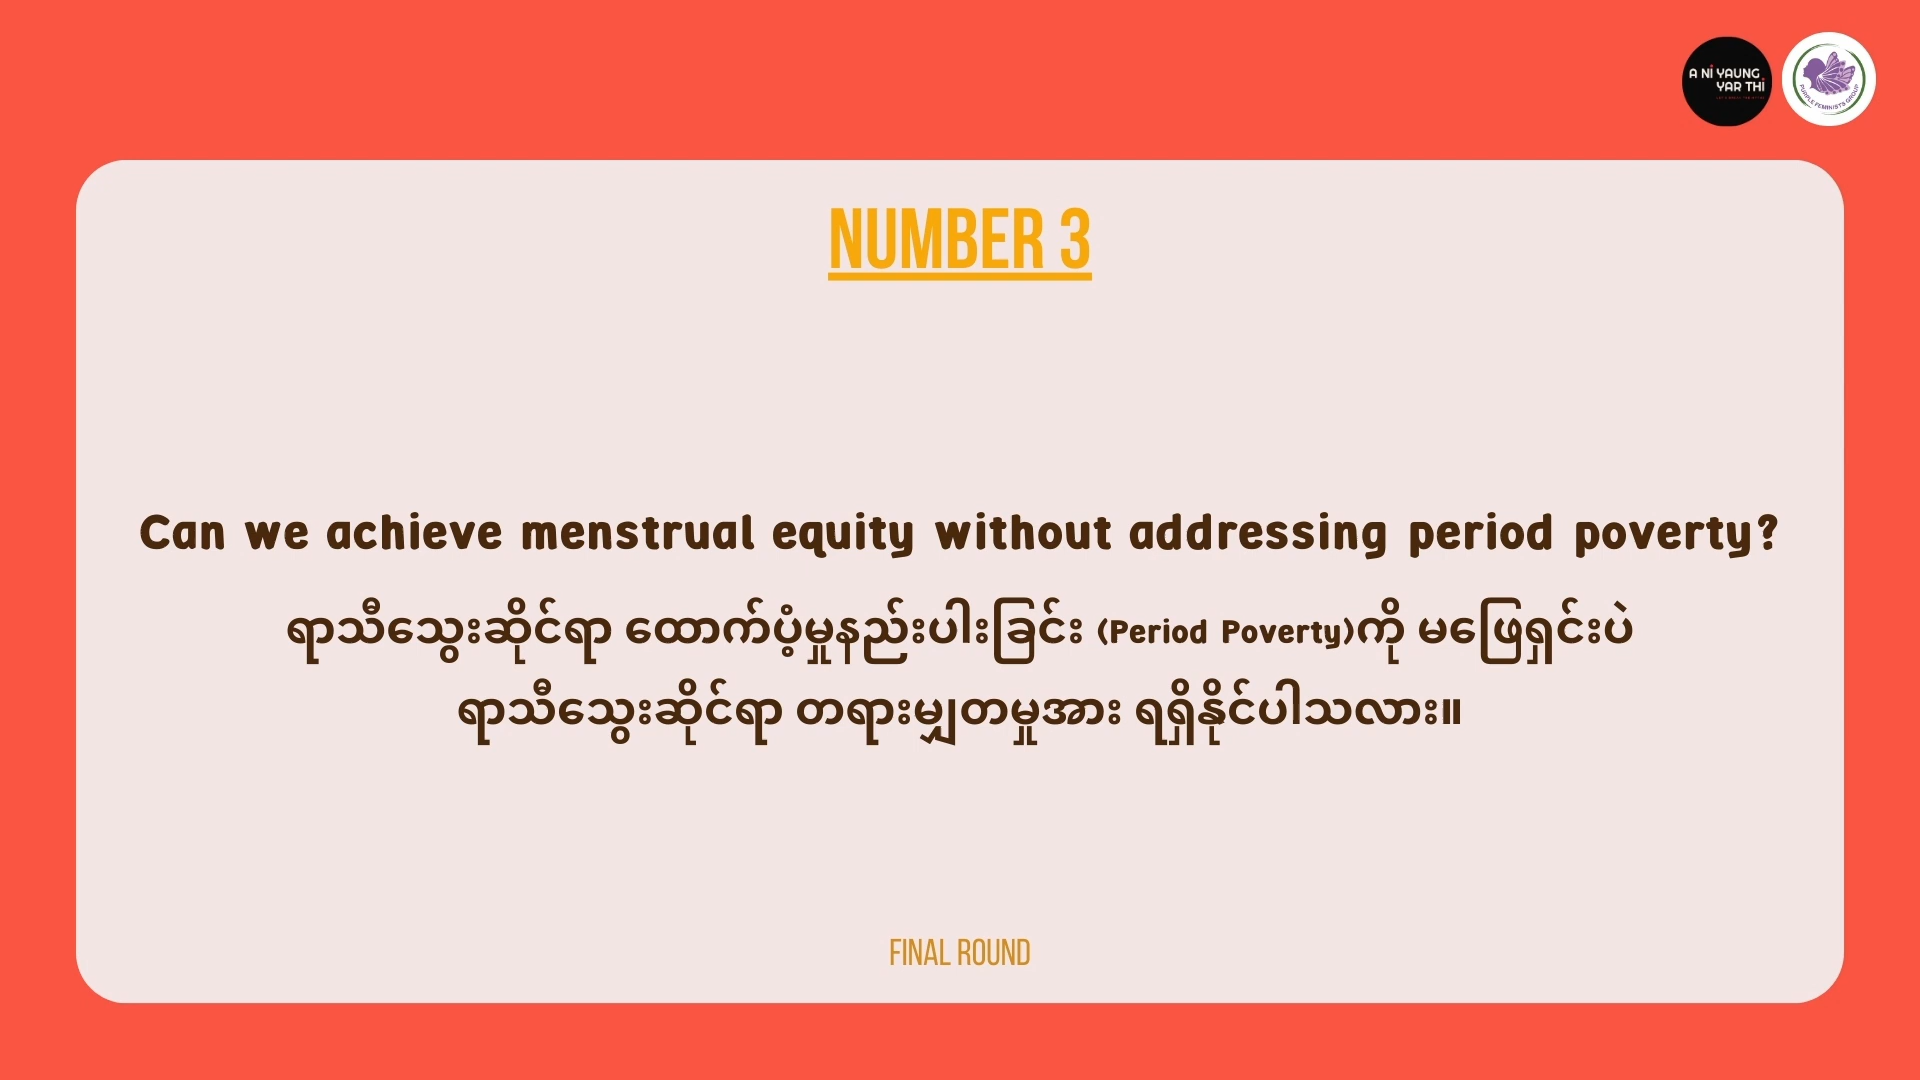 A Ni YAUNG
YAR THi
PURPLE FEMINISTS GROUP
NUMBER 3
Can we achieve menstrual equity without addressing period poverty?
ရာသီသွေးဆိုင်ရာ ထောက်ပံ့မှုနည်းပါးခြင်း (Period Poverty)ကို မဖြေရှင်းပဲ
ရာသီသွေးဆိုင်ရာ တရားမျှတမှုအား ရရှိနိုင်ပါသလား။
FINAL ROUND